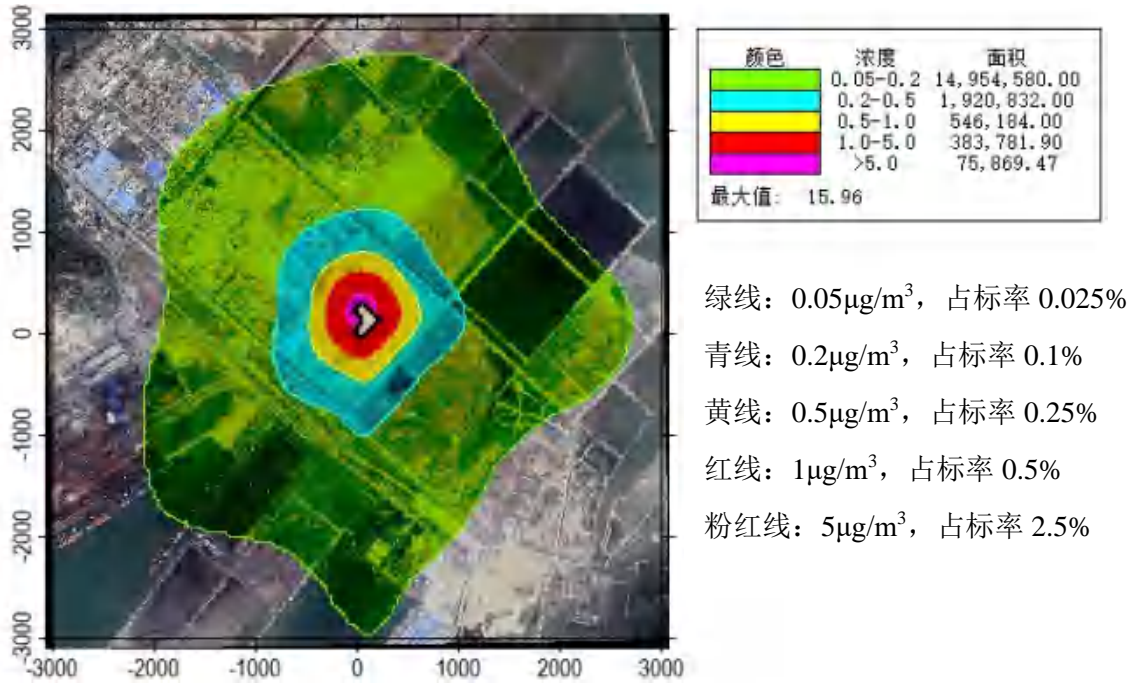 3000
2000
1000
0
-1000
-2000
-3000
-3000 -2000 -1000 0 1000 2000 3000
颜色 浓度 面积
0.05-0.2 14,954,580.00
0.2-0.5 1,920,832.00
0.5-1.0 546,184.00
1.0-5.0 383,781.90
>5.0 75,869.47
最大值: 15.96
绿线：0.05μg/m³，占标率 0.025%
青线：0.2μg/m³，占标率 0.1%
黄线：0.5μg/m³，占标率 0.25%
红线：1μg/m³，占标率 0.5%
粉红线：5μg/m³，占标率 2.5%